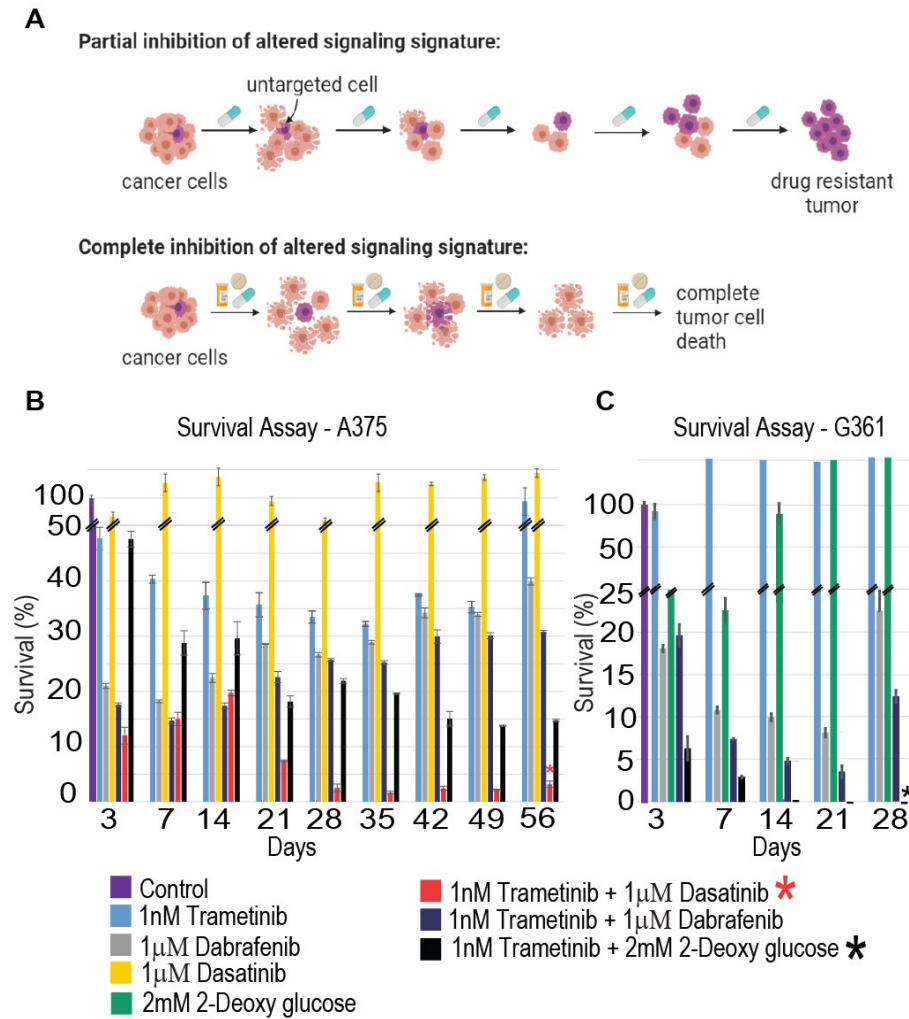 A
Partial inhibition of altered signaling signature:
untargeted cell
cancer cells
drug resistant
tumor
Complete inhibition of altered signaling signature:
cancer cells
complete
tumor cell
death
B
Survival Assay - A375
Survival (%)
100
50
40
30
20
10
0
3 7 14 21 28 35 42 49 56
Days
*
C
Survival Assay - G361
Survival (%)
100
50
25
20
10
5
0
3 7 14 21 28
Days
*
Control
1nM Trametinib
1μM Dabrafenib
1μM Dasatinib
2mM 2-Deoxy glucose
1nM Trametinib + 1μM Dasatinib *
1nM Trametinib + 1μM Dabrafenib
1nM Trametinib + 2mM 2-Deoxy glucose *